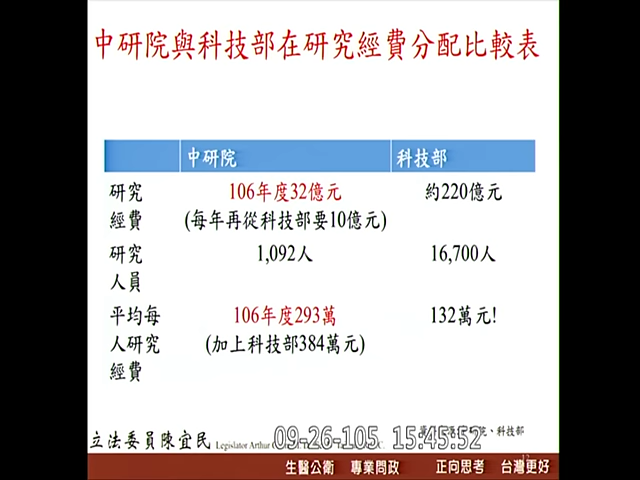 中研院與科技部在研究經費分配比較表
中研院 科技部
研究經費 106年度32億元 約220億元
(每年再從科技部要10億元)
研究人員 1,092人 16,700人
平均每人研究經費 106年度293萬 132萬元!
(加上科技部384萬元)
院、科技部
立法委員陳宜民 Legislator Arthur
09-26-105 15:45:52
生醫公衛 專業問政 正向思考 台灣更好